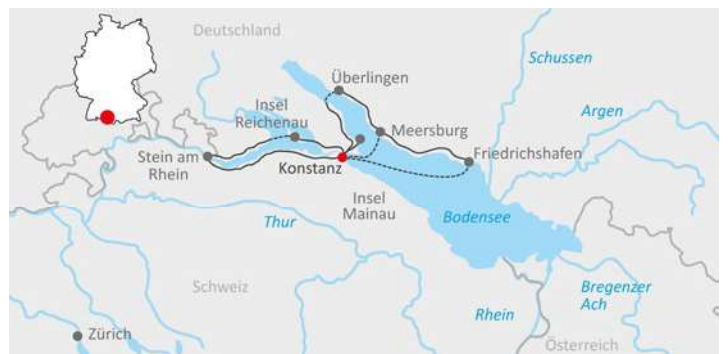 Deutschland
Überlingen
Schussen
Insel
Reichenau
Argen
Meersburg
Stein am
Rhein
Konstanz
Friedrichshafen
Insel
Mainau
Thur
Bodensee
Schweiz
Rhein
Bregenzer
Ach
Zürich
Österreich